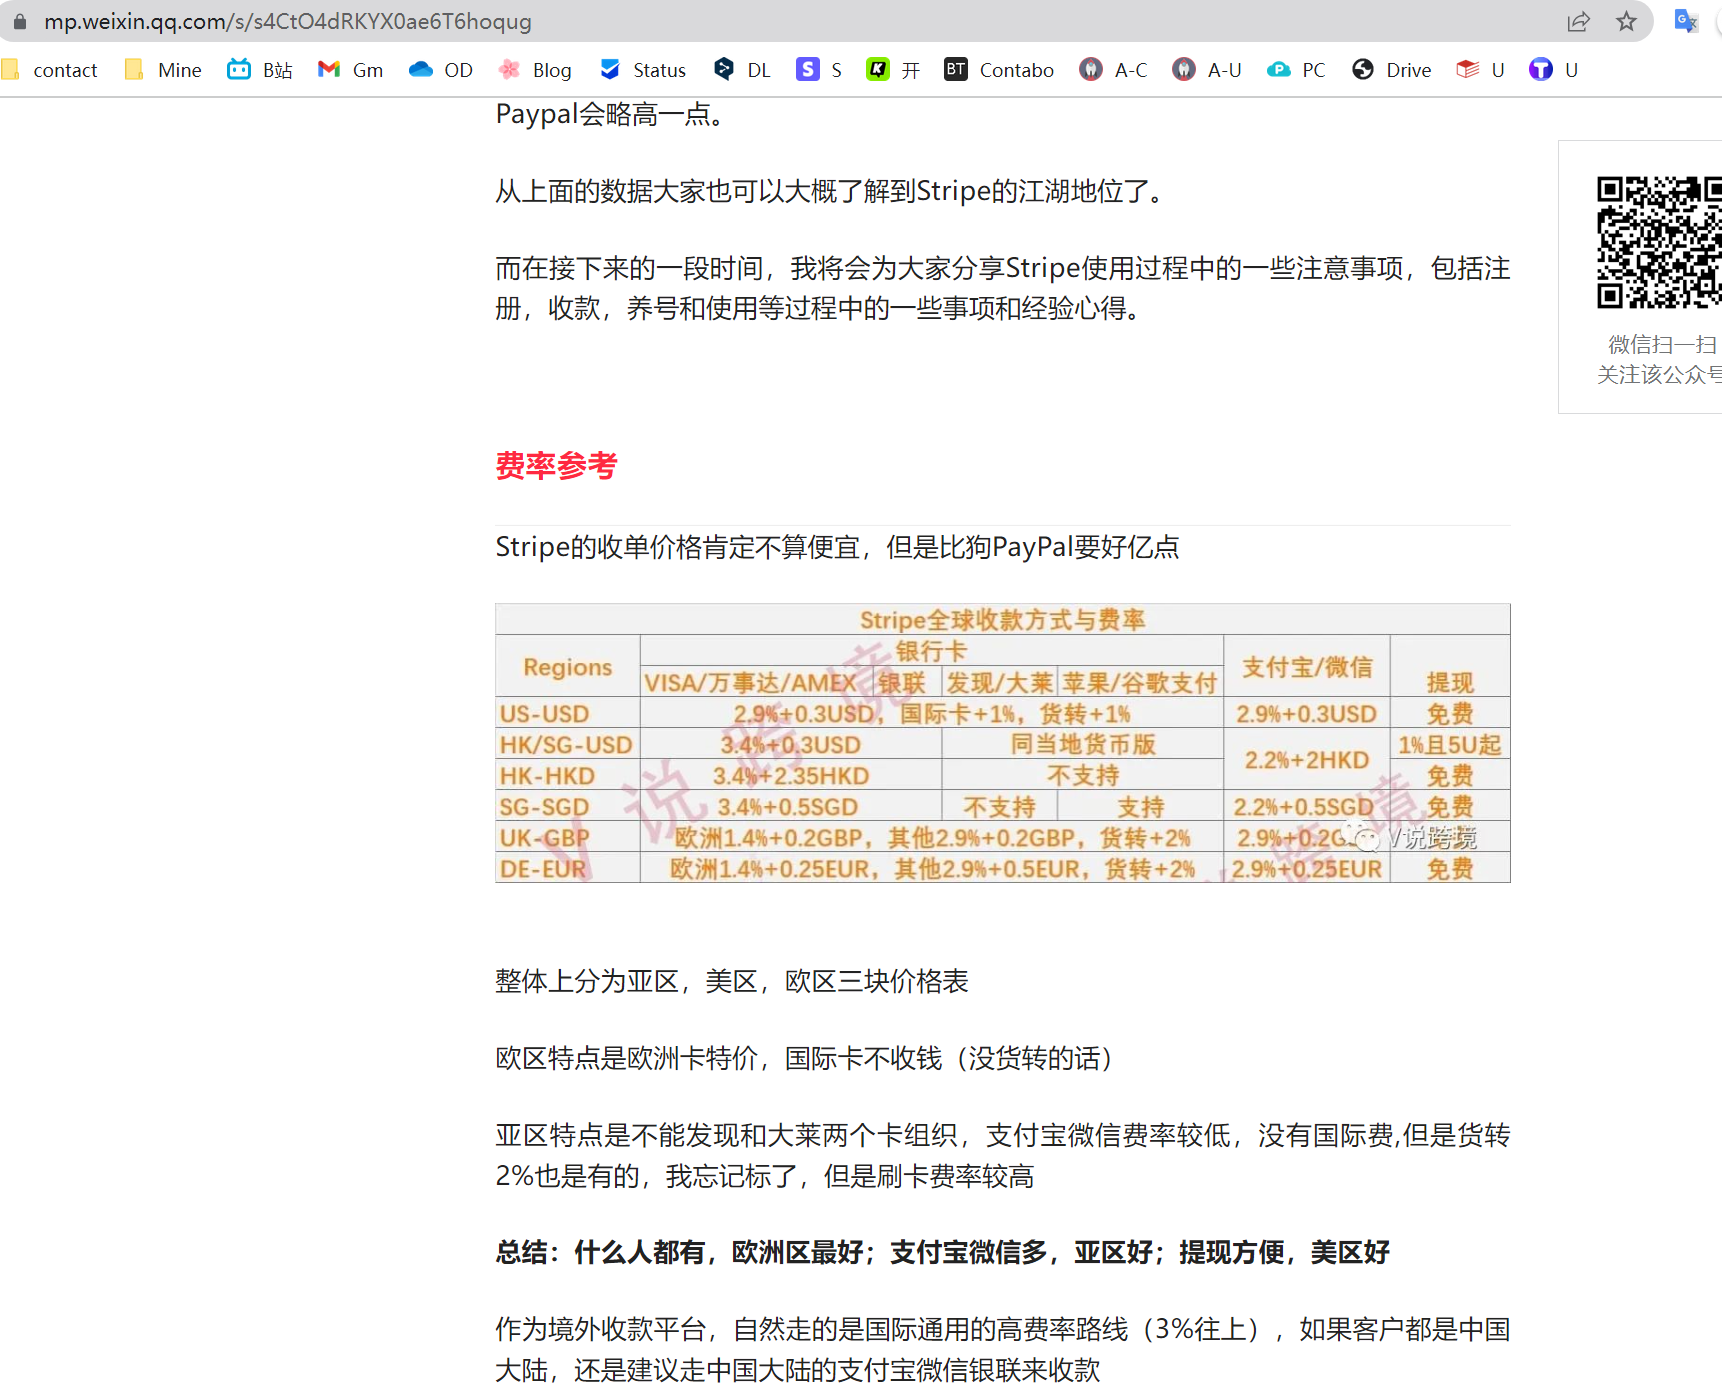 mp.weixin.qq.com/s/s4CtO4dRKYX0ae6T6hoqug
contact Mine B站 Gm OD Blog Status DL S 开 Contabo A-C A-U PC Drive U U
Paypal会略高一点。
从上面的数据大家也可以大概了解到Stripe的江湖地位了。
而在接下来的一段时间，我将会为大家分享Stripe使用过程中的一些注意事项，包括注
册，收款，养号和使用等过程中的一些事项和经验心得。
微信扫一扫
关注该公众号
费率参考
Stripe的收单价格肯定不算便宜，但是比狗PayPal要好亿点
Stripe全球收款方式与费率
Regions 银行卡 支付宝/微信 提现
VISA/万事达/AMEX 银联 发现/大莱 苹果/谷歌支付
US-USD 2.9%+0.3USD，国际卡+1%，货转+1% 2.9%+0.3USD 免费
HK/SG-USD 3.4%+0.3USD 同当地货币版 2.2%+2HKD 1%且5U起
HK-HKD 3.4%+2.35HKD 不支持 免费
SG-SGD 3.4%+0.5SGD 不支持 支持 2.2%+0.5SGD 免费
UK-GBP 欧洲1.4%+0.2GBP，其他2.9%+0.2GBP，货转+2%
DE-EUR 欧洲1.4%+0.25EUR，其他2.9%+0.5EUR，货转+2% 2.9%+0.25EUR 免费
V说跨境
V说跨境
整体上分为亚区，美区，欧区三块价格表
欧区特点是欧洲卡特价，国际卡不收钱（没货转的话）
亚区特点是不能发现和大莱两个卡组织，支付宝微信费率较低，没有国际费,但是货转
2%也是有的，我忘记标了，但是刷卡费率较高
总结：什么人都有，欧洲区最好；支付宝微信多，亚区好；提现方便，美区好
作为境外收款平台，自然走的是国际通用的高费率路线（3%往上），如果客户都是中国
大陆，还是建议走中国大陆的支付宝微信银联来收款